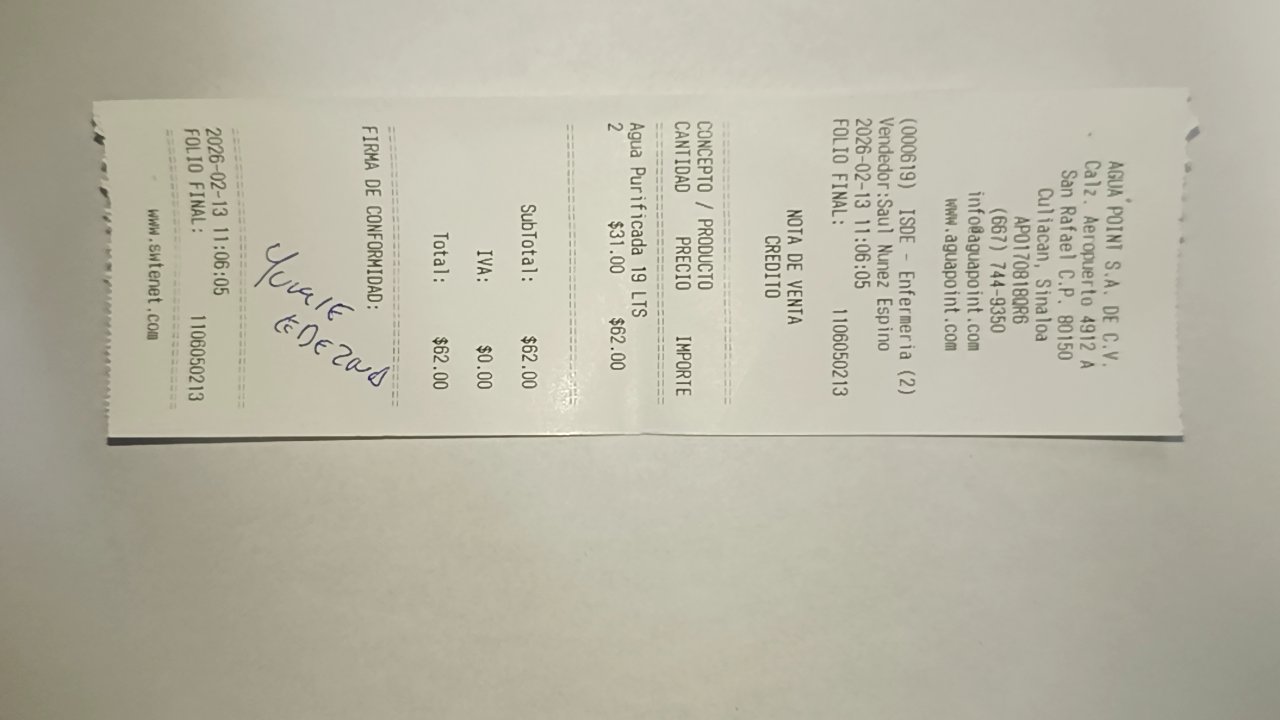 AGUA POINT S.A. DE C.V.
Calz. Aeropuerto 4912 A
San Rafael C.P. 80150
Culiacan, Sinaloa
APO170818QR6
(667) 744-9350
info@aguapoint.com
www.aguapoint.com
(000619) ISDE - Enfermeria (2)
Vendedor:Saul Nunez Espino
2026-02-13 11:06:05
FOLIO FINAL: 1106050213
NOTA DE VENTA
CREDITO
CONCEPTO / PRODUCTO
CANTIDAD PRECIO IMPORTE
Agua Purificada 19 LTS
2 $31.00 $62.00
SubTotal: $62.00
IVA: $0.00
Total: $62.00
FIRMA DE CONFORMIDAD:
2026-02-13 11:06:05
FOLIO FINAL: 1106050213
www.swtenet.com